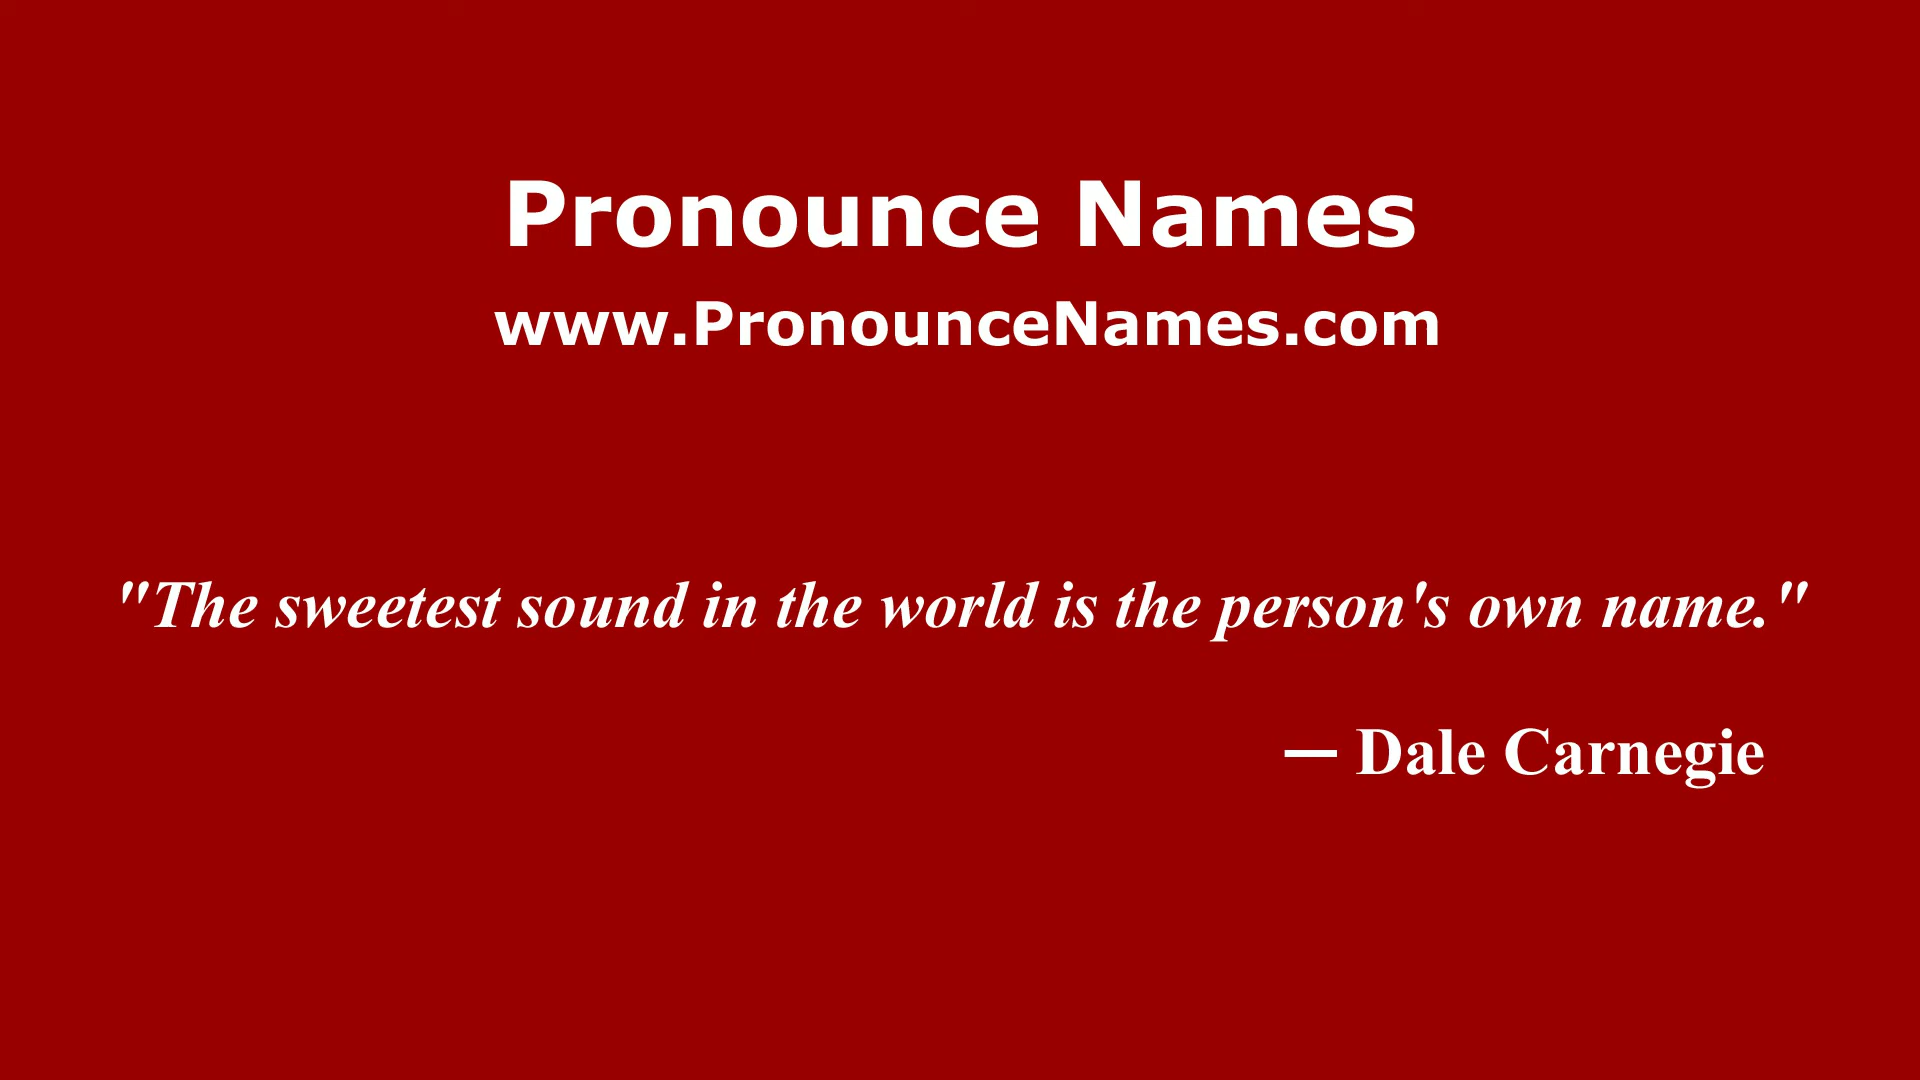 Pronounce Names
www.PronounceNames.com
"The sweetest sound in the world is the person's own name."
— Dale Carnegie